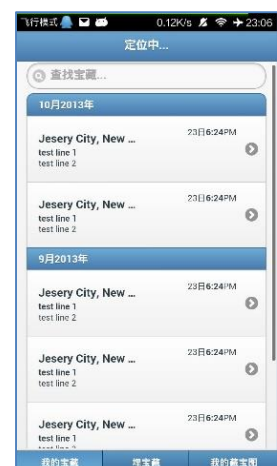 飞行模式 0.12K/s 23:06
定位中...
查找宝藏...
10月2013年
Jesery City, New ... 23日6:24PM
test line 1
test line 2
Jesery City, New ... 23日6:24PM
test line 1
test line 2
9月2013年
Jesery City, New ... 23日6:24PM
test line 1
test line 2
Jesery City, New ... 23日6:24PM
test line 1
test line 2
Jesery City, New ... 23日6:24PM
test line 1
我的宝藏 埋宝藏 我的藏宝图